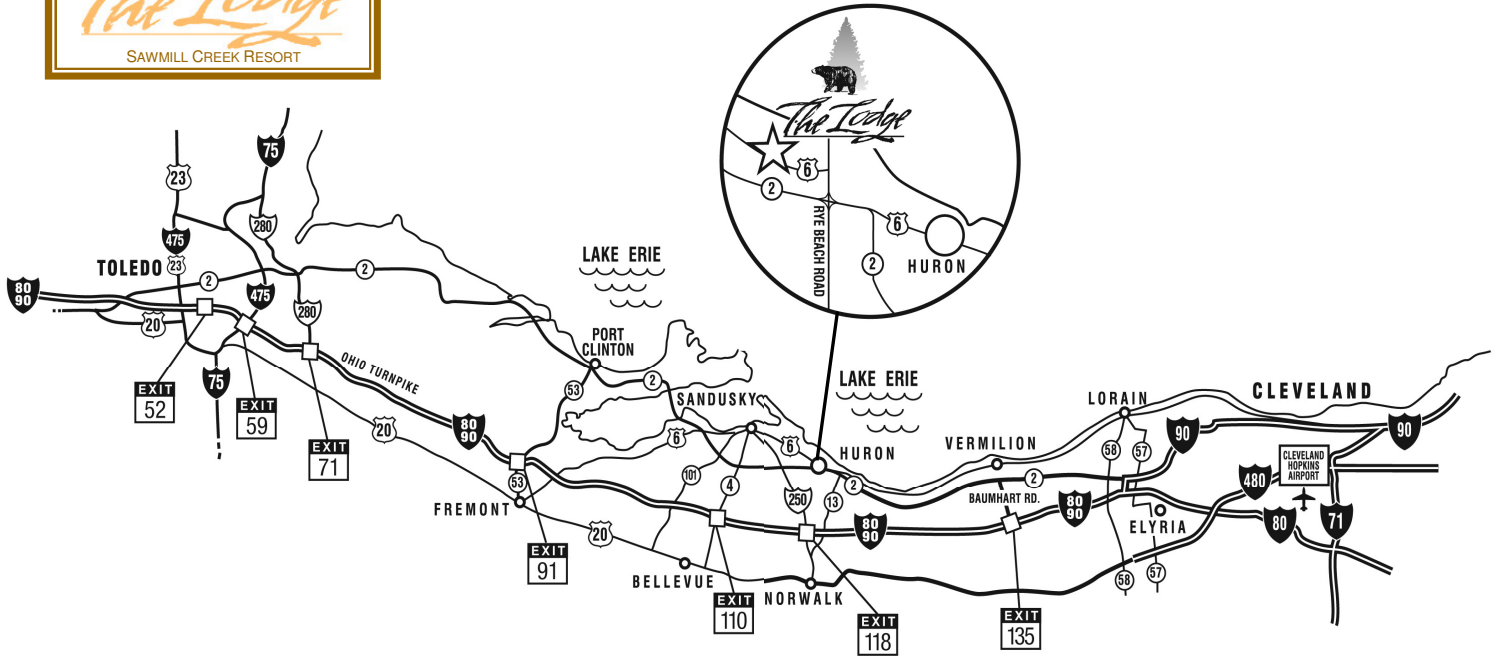 The Lodge
SAWMILL CREEK RESORT
The Lodge
6
2
RYE BEACH ROAD
6
2
HURON
75
23
280
475
TOLEDO
23
2
2
80
90
475
20
280
LAKE ERIE
PORT
CLINTON
OHIO TURNPIKE
75
EXIT
52
EXIT
59
EXIT
71
20
80
90
53
2
SANDUSKY
6
6
LAKE ERIE
HURON
VERMILION
LORAIN
CLEVELAND
90
90
CLEVELAND
HOPKINS
AIRPORT
58
57
480
53
FREMONT
101
4
250
13
2
2
BAUMHART RD.
80
90
80
90
ELYRIA
80
71
20
EXIT
91
BELLEVUE
NORWALK
58
57
EXIT
110
EXIT
118
EXIT
135